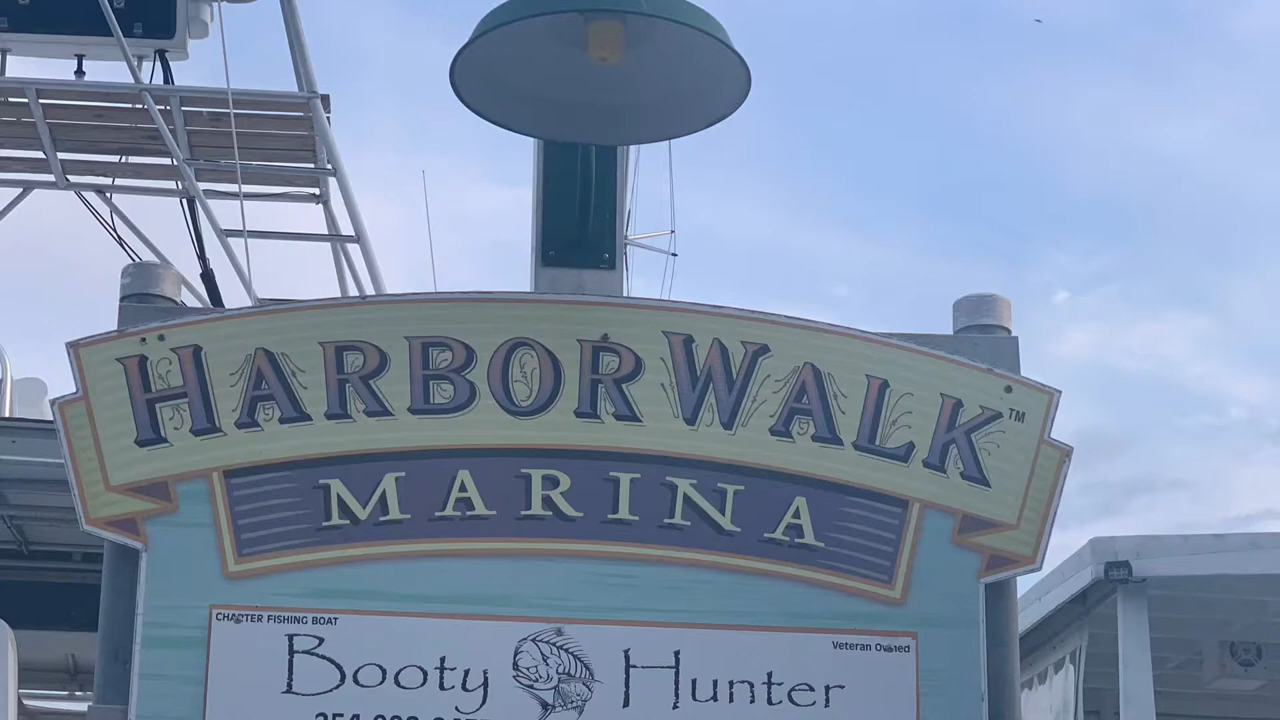 HARBORWALK™
MARINA
CHARTER FISHING BOAT
Veteran Owned
Booty Hunter